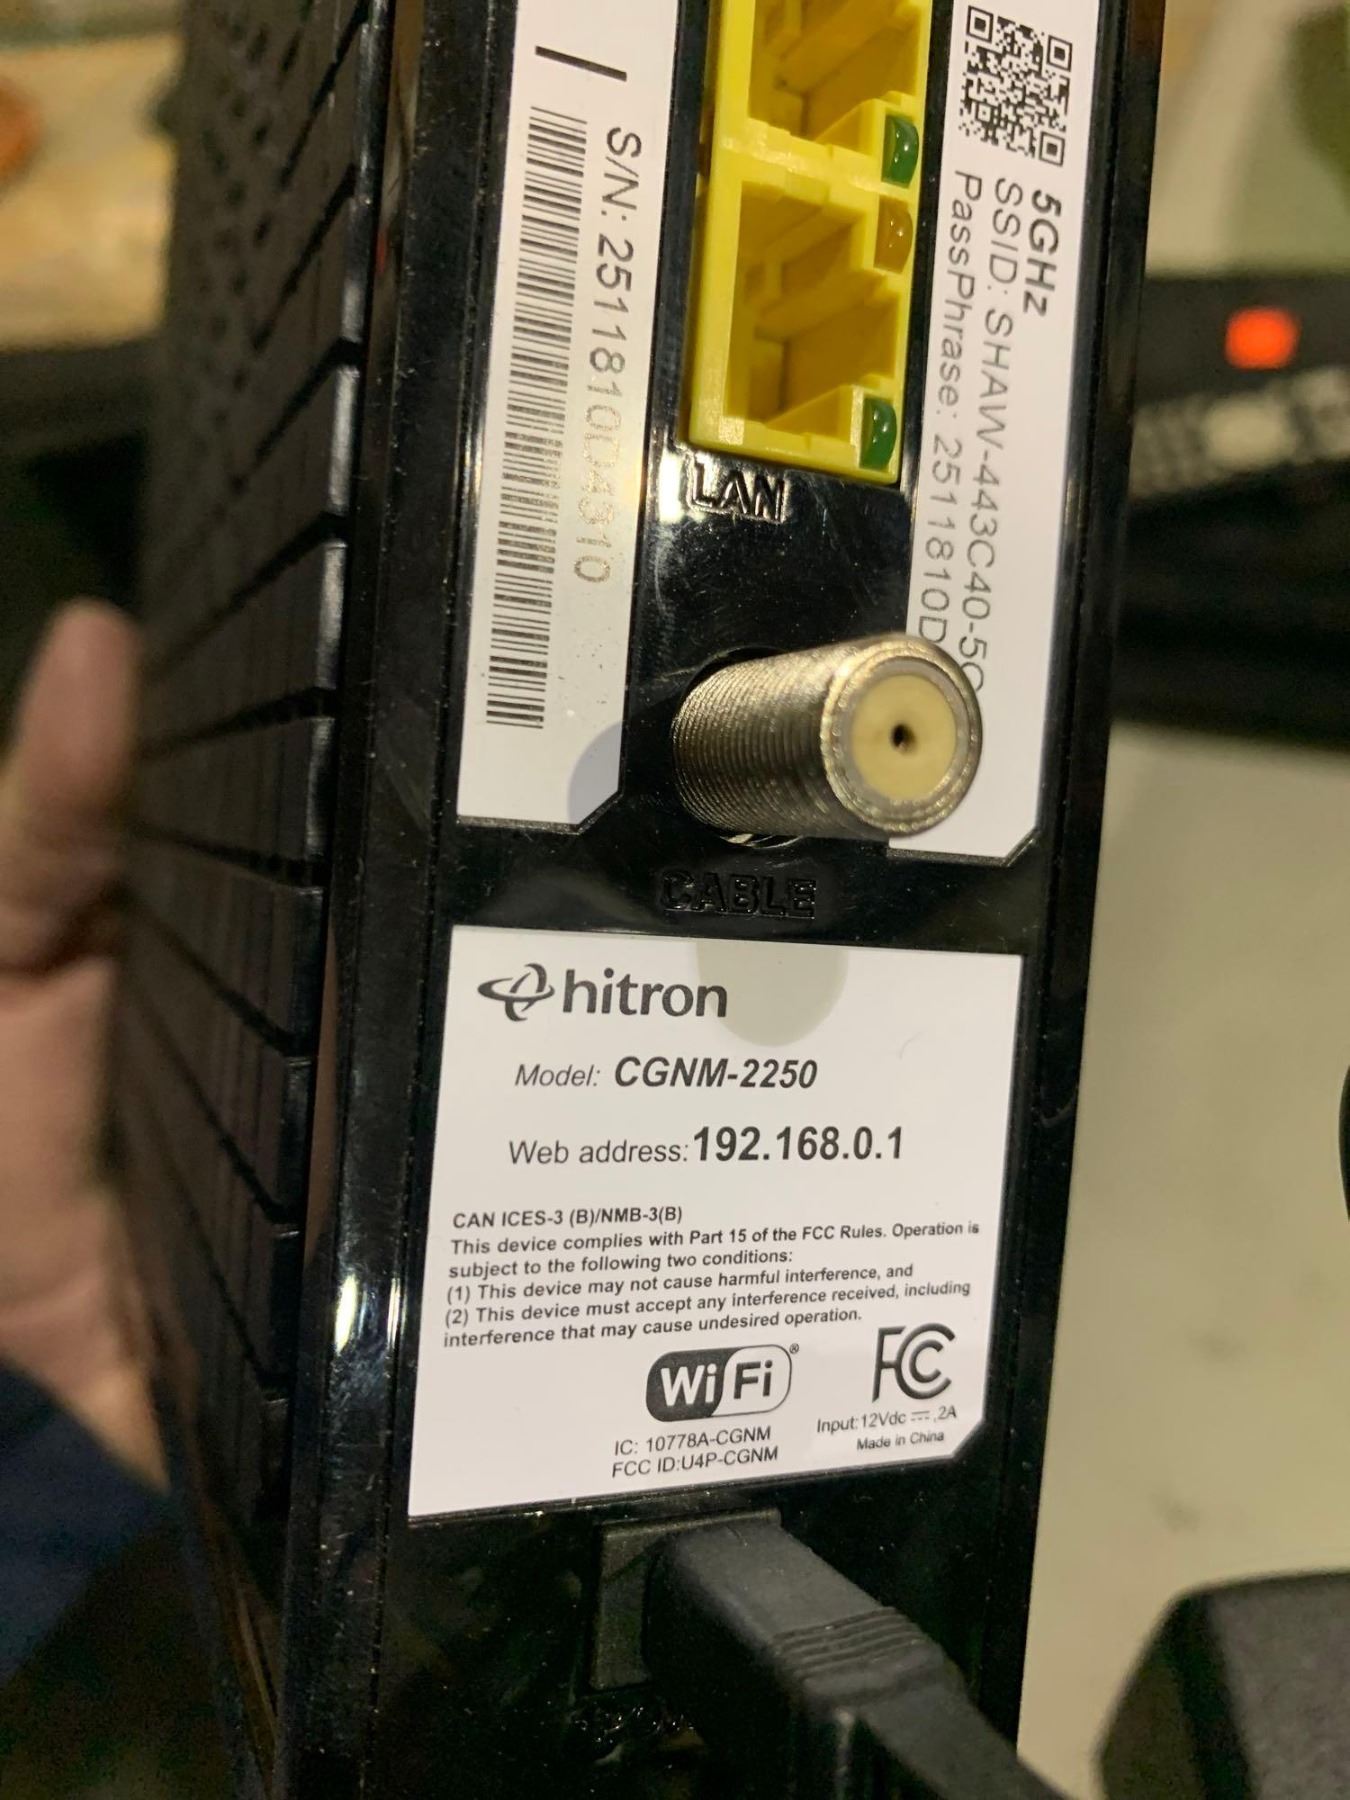 S/N: 2511810D4310
5GHz
SSID: SHAW-443C40-5G
PassPhrase: 2511810D
LAN
CABLE
hitron
Model: CGNM-2250
Web address: 192.168.0.1
CAN ICES-3 (B)/NMB-3(B)
This device complies with Part 15 of the FCC Rules. Operation is
subject to the following two conditions:
(1) This device may not cause harmful interference, and
(2) This device must accept any interference received, including
interference that may cause undesired operation.
WiFi®
FC
IC: 10778A-CGNM
FCC ID:U4P-CGNM
Input:12Vdc ⎓,2A
Made in China